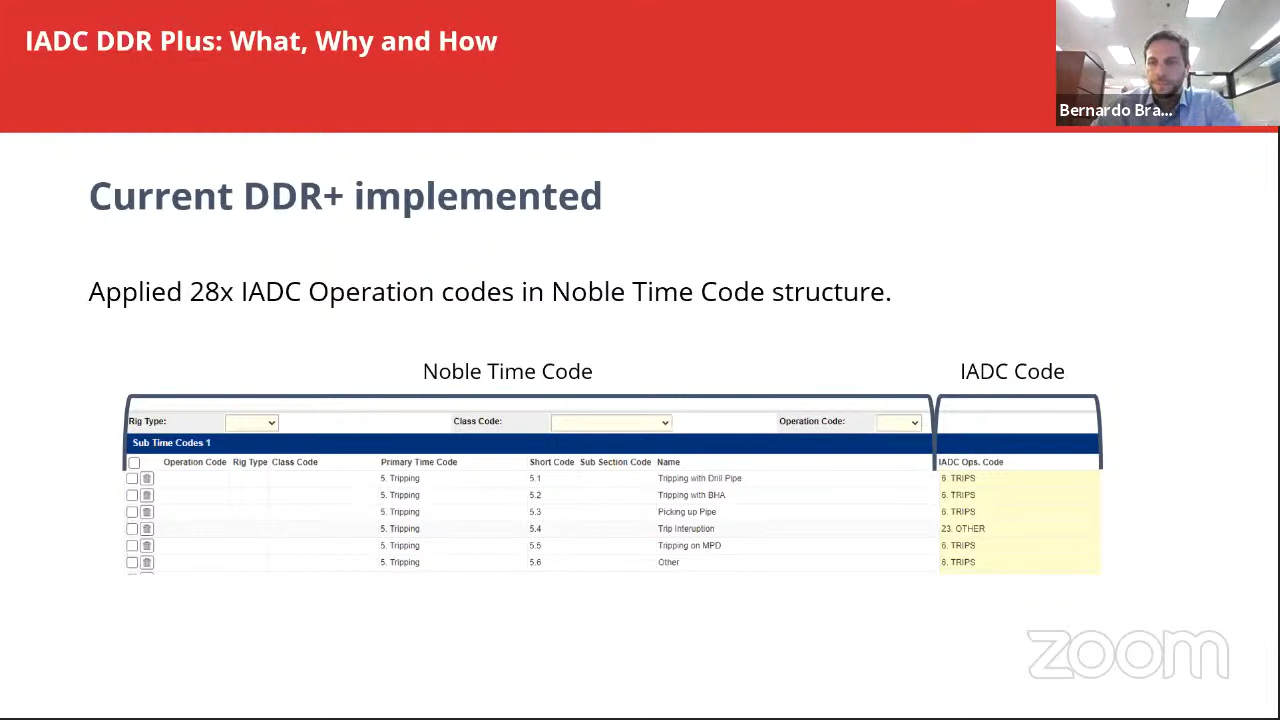 IADC DDR Plus: What, Why and How
Bernardo Bra...
Current DDR+ implemented
Applied 28x IADC Operation codes in Noble Time Code structure.
Noble Time Code IADC Code
Rig Type: Class Code: Operation Code:
Sub Time Codes 1
Operation Code Rig Type Class Code Primary Time Code Short Code Sub Section Code Name IADC Ops. Code
5. Tripping 5.1 Tripping with Drill Pipe 6. TRIPS
5. Tripping 5.2 Tripping with BHA 6. TRIPS
5. Tripping 5.3 Picking up Pipe 6. TRIPS
5. Tripping 5.4 Trip Interuption 23. OTHER
5. Tripping 5.5 Tripping on MPD 6. TRIPS
5. Tripping 5.6 Other 6. TRIPS
zoom